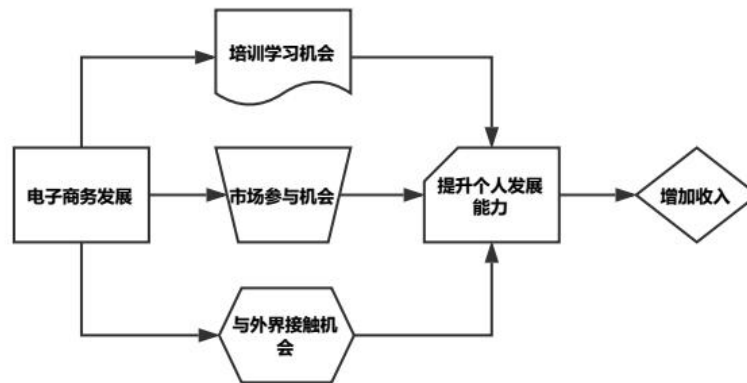 培训学习机会
电子商务发展
市场参与机会
提升个人发展
能力
增加收入
与外界接触机
会